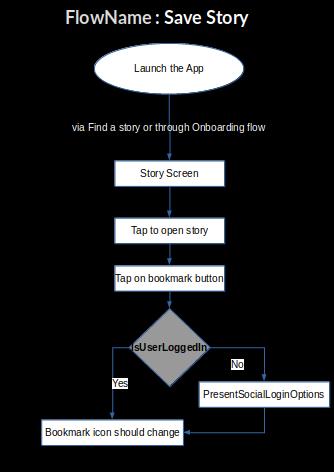 FlowName : Save Story
Launch the App
via Find a story or through Onboarding flow
Story Screen
Tap to open story
Tap on bookmark button
IsUserLoggedIn
No
Yes
PresentSocialLoginOptions
Bookmark icon should change